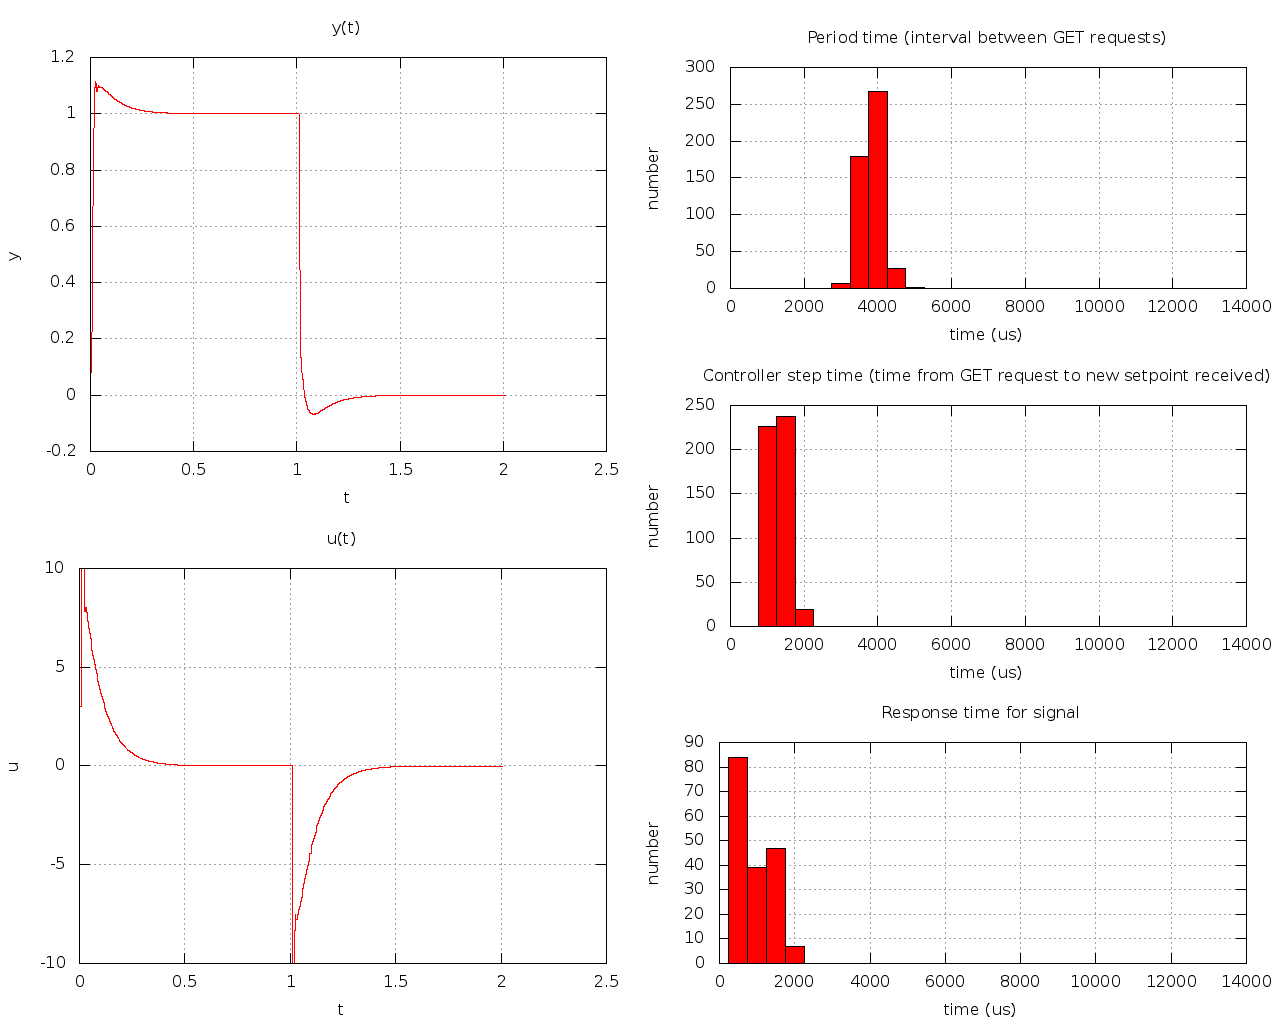 y(t)
1.2
1
0.8
0.6
0.4
0.2
0
-0.2
y
0 0.5 1 1.5 2 2.5
t
u(t)
10
5
0
-5
-10
u
0 0.5 1 1.5 2 2.5
t
Period time (interval between GET requests)
300
250
200
150
100
50
0
number
0 2000 4000 6000 8000 10000 12000 14000
time (us)
Controller step time (time from GET request to new setpoint received)
250
200
150
100
50
0
number
0 2000 4000 6000 8000 10000 12000 14000
time (us)
Response time for signal
90
80
70
60
50
40
30
20
10
0
number
0 2000 4000 6000 8000 10000 12000 14000
time (us)